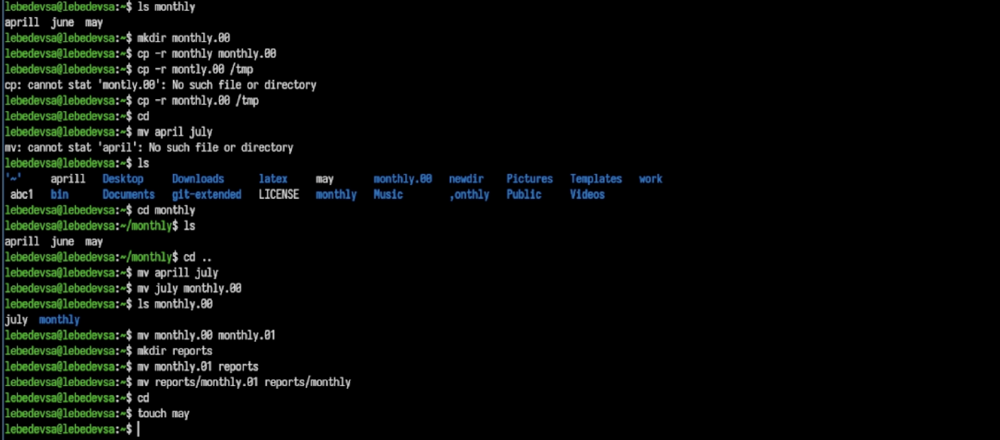 lebedevsa@lebedevsa:~$ ls monthly
aprill  june  may
lebedevsa@lebedevsa:~$ mkdir monthly.00
lebedevsa@lebedevsa:~$ cp -r monthly monthly.00
lebedevsa@lebedevsa:~$ cp -r montly.00 /tmp
cp: cannot stat 'montly.00': No such file or directory
lebedevsa@lebedevsa:~$ cp -r monthly.00 /tmp
lebedevsa@lebedevsa:~$ cd
lebedevsa@lebedevsa:~$ mv april july
mv: cannot stat 'april': No such file or directory
lebedevsa@lebedevsa:~$ ls
'~'     aprill   Desktop     Downloads      latex     may       monthly.00   newdir    Pictures   Templates   work
 abc1   bin      Documents   git-extended   LICENSE   monthly   Music        ,onthly   Public     Videos
lebedevsa@lebedevsa:~$ cd monthly
lebedevsa@lebedevsa:~/monthly$ ls
aprill  june  may
lebedevsa@lebedevsa:~/monthly$ cd ..
lebedevsa@lebedevsa:~$ mv aprill july
lebedevsa@lebedevsa:~$ mv july monthly.00
lebedevsa@lebedevsa:~$ ls monthly.00
july  monthly
lebedevsa@lebedevsa:~$ mv monthly.00 monthly.01
lebedevsa@lebedevsa:~$ mkdir reports
lebedevsa@lebedevsa:~$ mv monthly.01 reports
lebedevsa@lebedevsa:~$ mv reports/monthly.01 reports/monthly
lebedevsa@lebedevsa:~$ cd
lebedevsa@lebedevsa:~$ touch may
lebedevsa@lebedevsa:~$